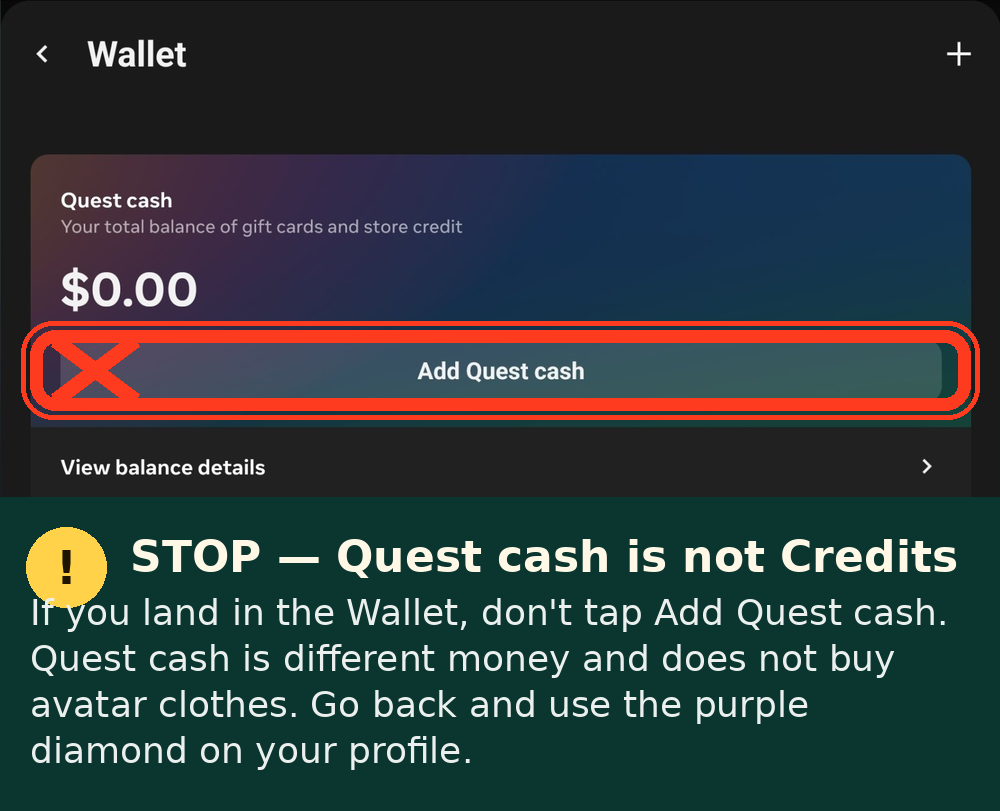 Wallet
Quest cash
Your total balance of gift cards and store credit
$0.00
Add Quest cash
View balance details
! STOP — Quest cash is not Credits
If you land in the Wallet, don't tap Add Quest cash.
Quest cash is different money and does not buy
avatar clothes. Go back and use the purple
diamond on your profile.